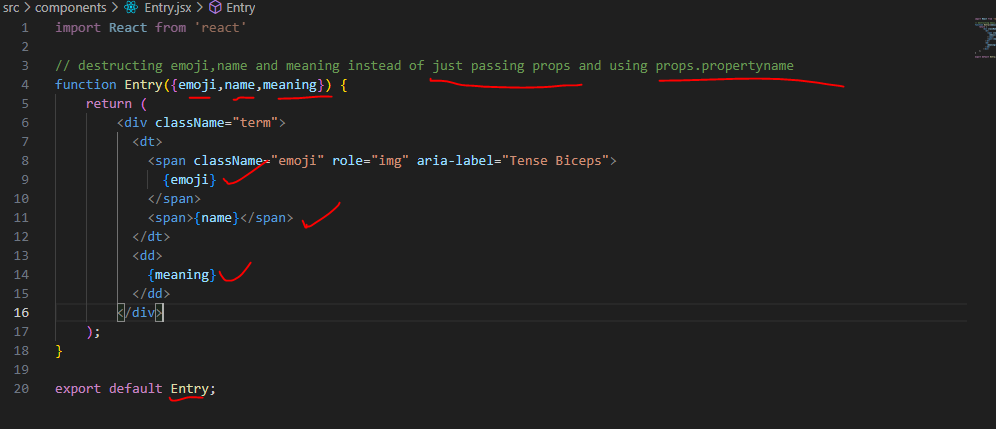 src > components > Entry.jsx > Entry
1 import React from 'react'
2
3 // destructing emoji,name and meaning instead of just passing props and using props.propertyname
4 function Entry({emoji,name,meaning}) {
5 return (
6 <div className="term">
7 <dt>
8 <span className="emoji" role="img" aria-label="Tense Biceps">
9 {emoji}
10 </span>
11 <span>{name}</span>
12 </dt>
13 <dd>
14 {meaning}
15 </dd>
16 </div>
17 );
18 }
19
20 export default Entry;